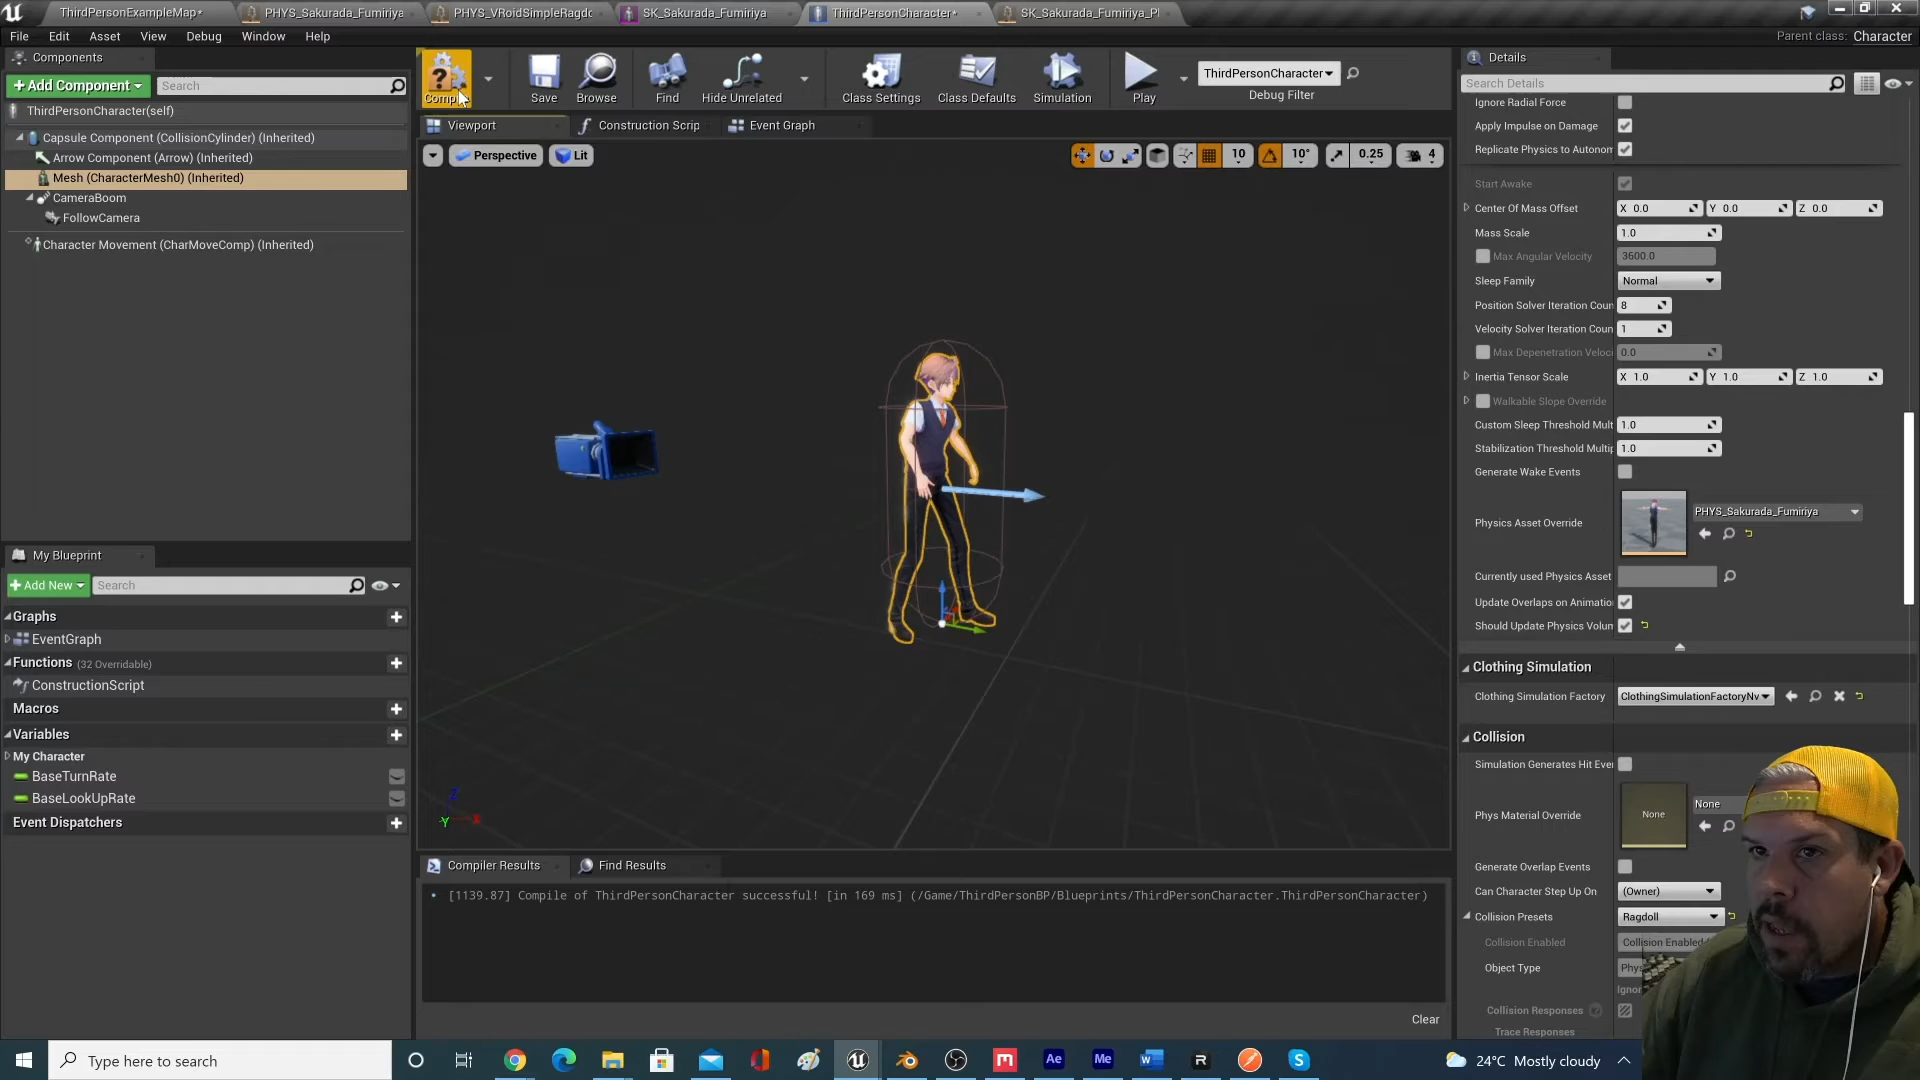 ThirdPersonExampleMap*
PHYS_Sakurada_Fumiriya
PHYS_VRoidSimpleRagdo
SK_Sakurada_Fumiriya
ThirdPersonCharacter*
SK_Sakurada_Fumiriya_P
File Edit Asset View Debug Window Help
Parent class: Character
Components
+Add Component
Search
ThirdPersonCharacter(self)
Capsule Component (CollisionCylinder) (Inherited)
Arrow Component (Arrow) (Inherited)
Mesh (CharacterMesh0) (Inherited)
CameraBoom
FollowCamera
Character Movement (CharMoveComp) (Inherited)
My Blueprint
+Add New
Search
Graphs
EventGraph
Functions (32 Overridable)
ConstructionScript
Macros
Variables
My Character
BaseTurnRate
BaseLookUpRate
Event Dispatchers
Save
Browse
Find
Hide Unrelated
Class Settings
Class Defaults
Simulation
Play
ThirdPersonCharacter
Debug Filter
Viewport
Construction Scrip
Event Graph
Perspective
Lit
10
10°
0.25
4
Z
X
Y
Compiler Results
Find Results
[1139.87] Compile of ThirdPersonCharacter successful! [in 169 ms] (/Game/ThirdPersonBP/Blueprints/ThirdPersonCharacter.ThirdPersonCharacter)
Clear
Details
Search Details
Ignore Radial Force
Apply Impulse on Damage
Replicate Physics to Autonom
Start Awake
Center Of Mass Offset X 0.0 Y 0.0 Z 0.0
Mass Scale 1.0
Max Angular Velocity 3600.0
Sleep Family Normal
Position Solver Iteration Coun 8
Velocity Solver Iteration Coun 1
Max Depenetration Veloci 0.0
Inertia Tensor Scale X 1.0 Y 1.0 Z 1.0
Walkable Slope Override
Custom Sleep Threshold Mult 1.0
Stabilization Threshold Multip 1.0
Generate Wake Events
Physics Asset Override PHYS_Sakurada_Fumiriya
Currently used Physics Asset
Update Overlaps on Animatio
Should Update Physics Volum
Clothing Simulation
Clothing Simulation Factory ClothingSimulationFactoryNv
Collision
Simulation Generates Hit Eve
Phys Material Override None None
Generate Overlap Events
Can Character Step Up On (Owner)
Collision Presets Ragdoll
Collision Enabled Collision Enabled
Object Type Phys
Ignor
Collision Responses
Trace Responses
Type here to search
Ae
Me
24°C Mostly cloudy